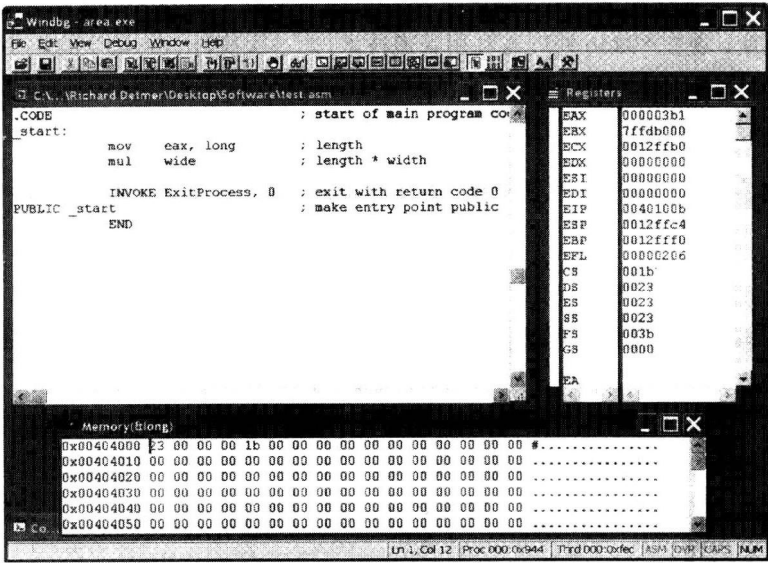 Windbg - area.exe
File Edit View Debug Window Help
C:\...\Richard Detmer\Desktop\Software\test.asm
.CODE ; start of main program co
_start:
mov eax, long ; length
mul wide ; length * width
INVOKE ExitProcess, 0 ; exit with return code 0
PUBLIC _start ; make entry point public
END
Registers
EAX 000003b1
EBX 7ffdb000
ECX 0012ffb0
EDX 00000000
ESI 00000000
EDI 00000000
EIP 0040100b
ESP 0012ffc4
EBP 0012fff0
EFL 00000206
CS 001b
DS 0023
ES 0023
SS 0023
FS 003b
GS 0000
EA
Memory(&long)
0x00404000 23 00 00 00 1b 00 00 00 00 00 00 00 00 00 00 00 #...............
0x00404010 00 00 00 00 00 00 00 00 00 00 00 00 00 00 00 00 ................
0x00404020 00 00 00 00 00 00 00 00 00 00 00 00 00 00 00 00 ................
0x00404030 00 00 00 00 00 00 00 00 00 00 00 00 00 00 00 00 ................
0x00404040 00 00 00 00 00 00 00 00 00 00 00 00 00 00 00 00 ................
0x00404050 00 00 00 00 00 00 00 00 00 00 00 00 00 00 00 00 ................
Co
Ln 1, Col 12 Proc 000:0x944 Thrd 000:0xfec ASM OVR CAPS NUM